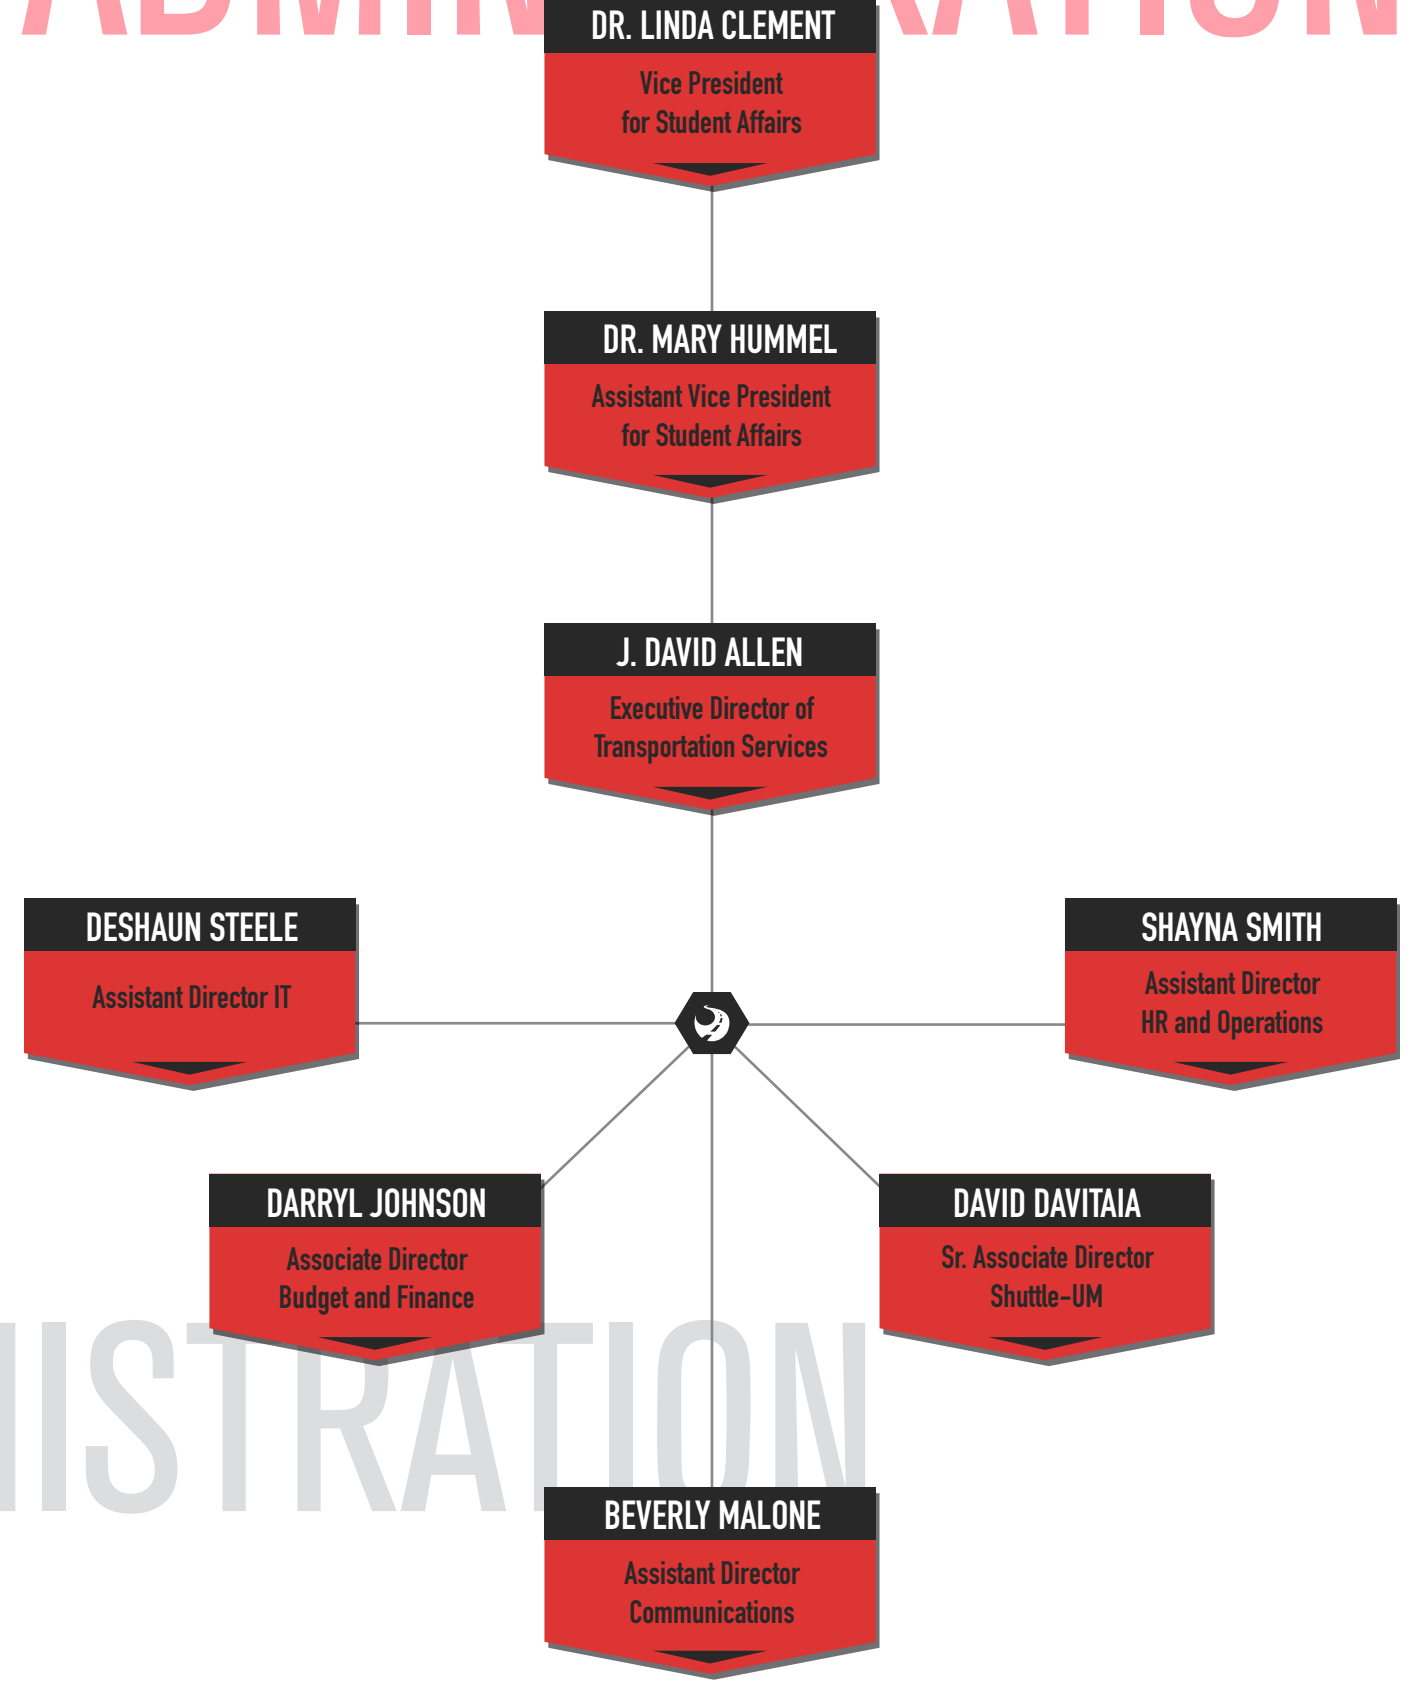 ADMINISTRATION
DR. LINDA CLEMENT
Vice President
for Student Affairs
DR. MARY HUMMEL
Assistant Vice President
for Student Affairs
J. DAVID ALLEN
Executive Director of
Transportation Services
DESHAUN STEELE
Assistant Director IT
SHAYNA SMITH
Assistant Director
HR and Operations
DARRYL JOHNSON
Associate Director
Budget and Finance
DAVID DAVITAIA
Sr. Associate Director
Shuttle-UM
NISTRATION
BEVERLY MALONE
Assistant Director
Communications